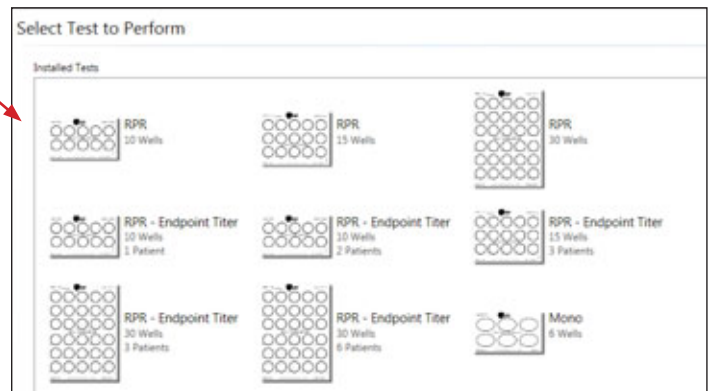 Select Test to Perform
Installed Tests
RPR
10 Wells
RPR
15 Wells
RPR
30 Wells
RPR - Endpoint Titer
10 Wells
1 Patient
RPR - Endpoint Titer
10 Wells
2 Patients
RPR - Endpoint Titer
15 Wells
3 Patients
RPR - Endpoint Titer
30 Wells
3 Patients
RPR - Endpoint Titer
30 Wells
6 Patients
Mono
6 Wells